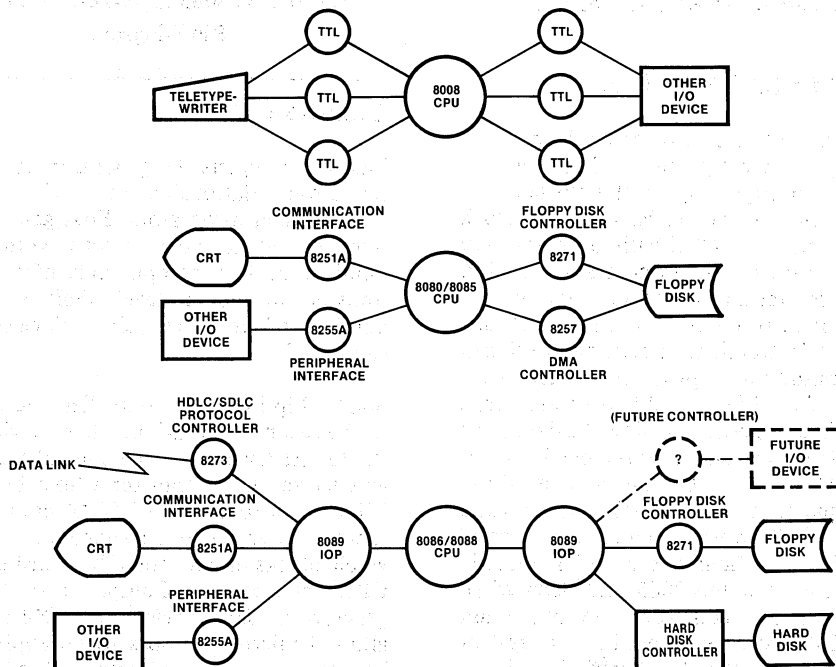 TTL
TTL
TELETYPE-
WRITER
TTL
8008
CPU
TTL
OTHER
I/O
DEVICE
TTL
TTL
COMMUNICATION
INTERFACE
FLOPPY DISK
CONTROLLER
CRT
8251A
8080/8085
CPU
8271
FLOPPY
DISK
OTHER
I/O
DEVICE
8255A
8257
PERIPHERAL
INTERFACE
DMA
CONTROLLER
HDLC/SDLC
PROTOCOL
CONTROLLER
(FUTURE CONTROLLER)
DATA LINK
8273
?
FUTURE
I/O
DEVICE
COMMUNICATION
INTERFACE
FLOPPY DISK
CONTROLLER
CRT
8251A
8089
IOP
8086/8088
CPU
8089
IOP
8271
FLOPPY
DISK
PERIPHERAL
INTERFACE
OTHER
I/O
DEVICE
8255A
HARD
DISK
CONTROLLER
HARD
DISK